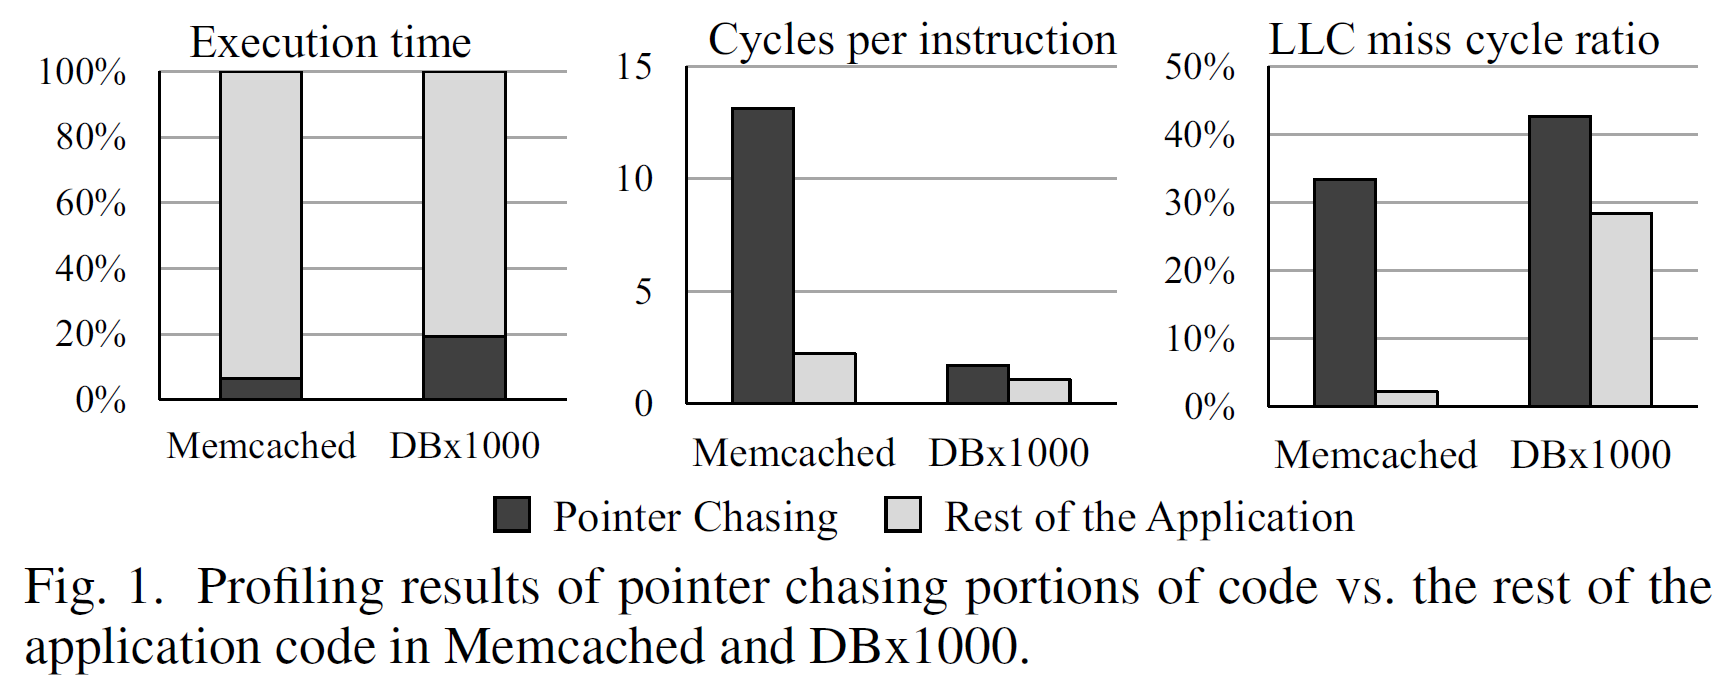 Execution time
100%
80%
60%
40%
20%
0%
Memcached DBx1000
Cycles per instruction
15
10
5
0
Memcached DBx1000
LLC miss cycle ratio
50%
40%
30%
20%
10%
0%
Memcached DBx1000
Pointer Chasing Rest of the Application
Fig. 1. Profiling results of pointer chasing portions of code vs. the rest of the
application code in Memcached and DBx1000.